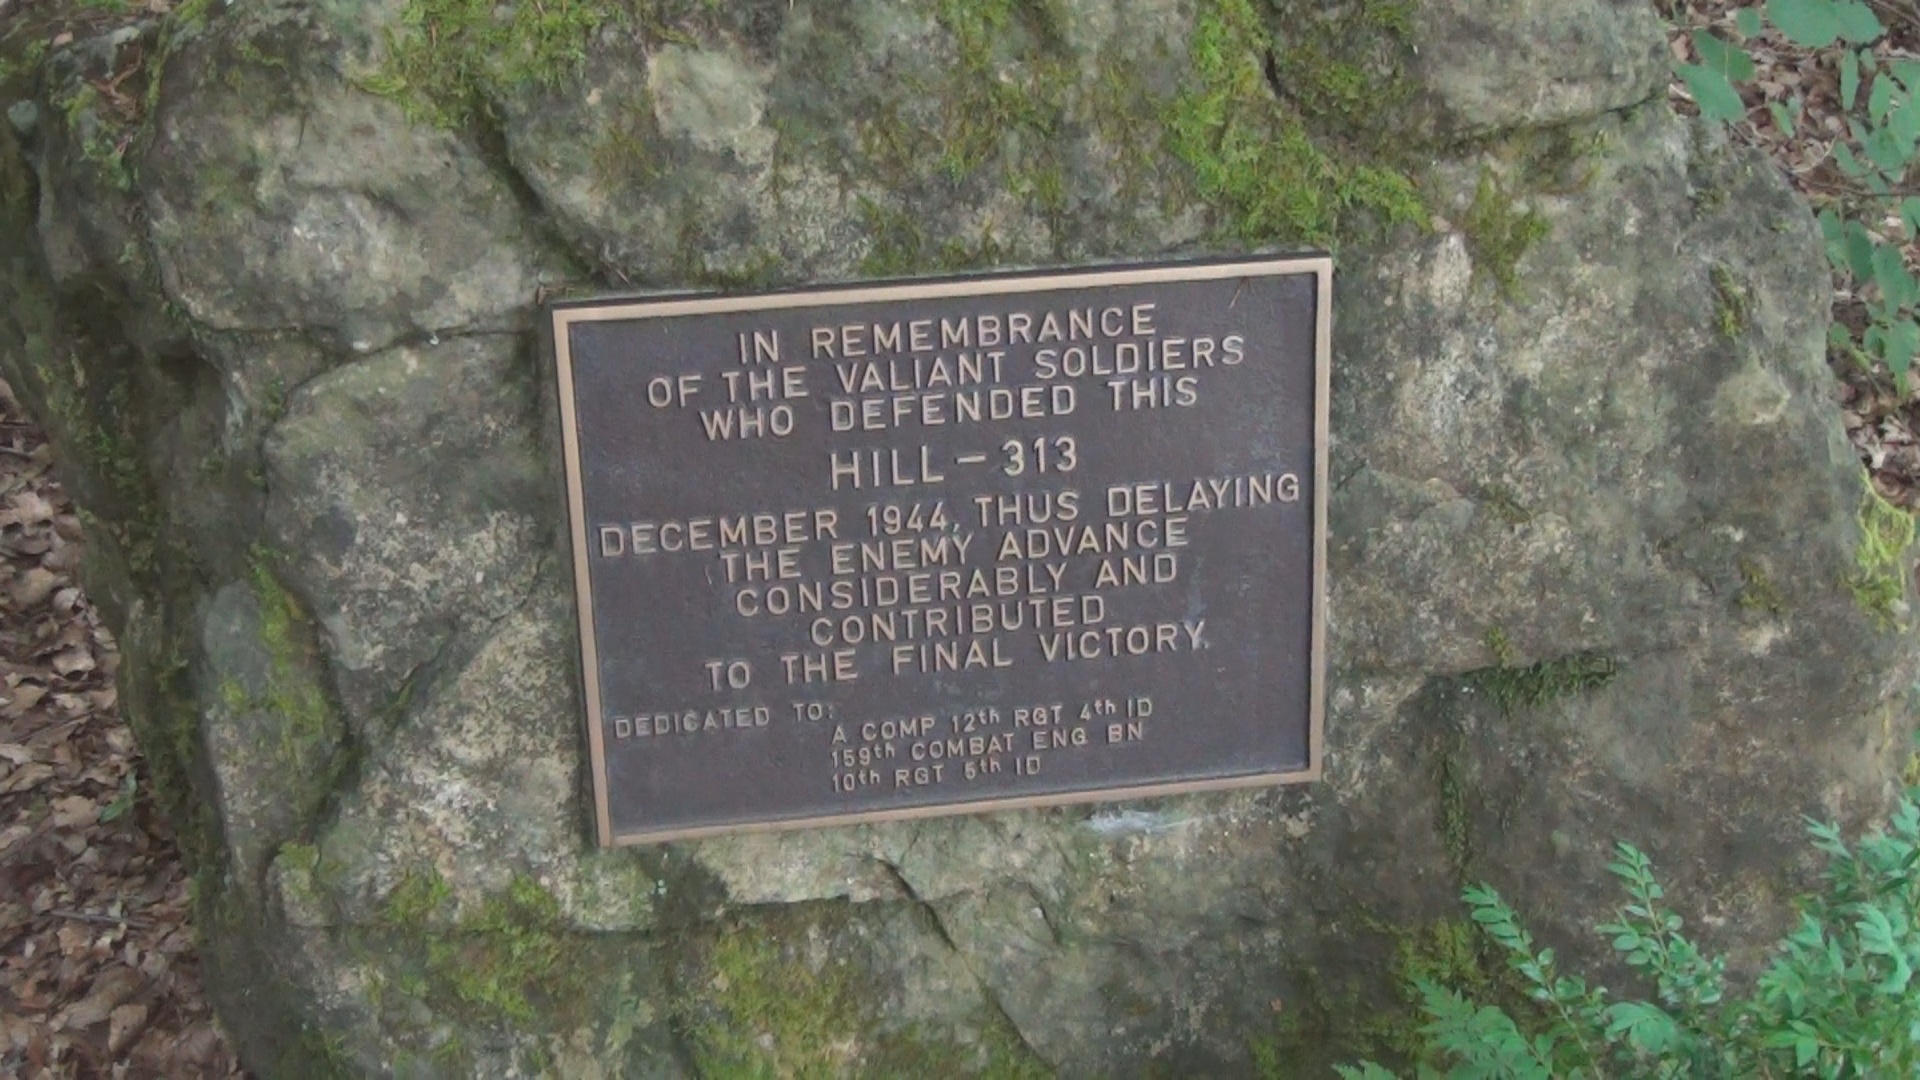 IN REMEMBRANCE
OF THE VALIANT SOLDIERS
WHO DEFENDED THIS
HILL - 313
DECEMBER 1944, THUS DELAYING
THE ENEMY ADVANCE
CONSIDERABLY AND
CONTRIBUTED
TO THE FINAL VICTORY.
DEDICATED TO:
A COMP 12th RGT 4th ID
159th COMBAT ENG BN
10th RGT 5th ID